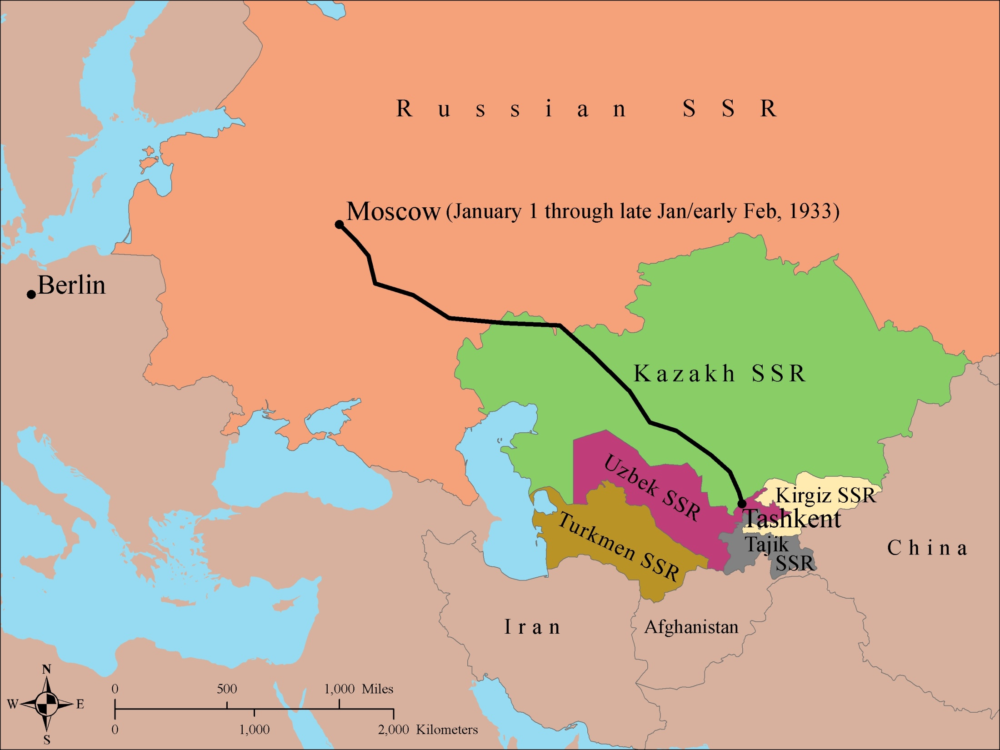 Russian SSR
Moscow (January 1 through late Jan/early Feb, 1933)
Berlin
Kazakh SSR
Uzbek SSR
Kirgiz SSR
Tashkent
Turkmen SSR
Tajik
SSR
China
Iran
Afghanistan
N
W E
S
0 500 1,000 Miles
0 1,000 2,000 Kilometers